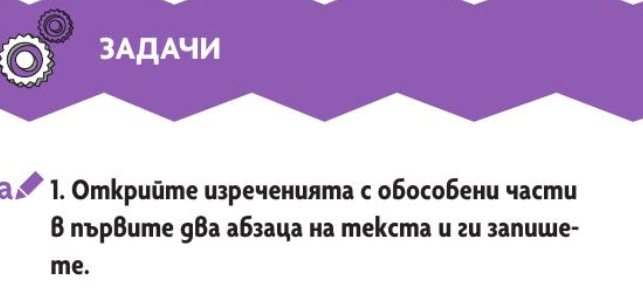 ЗАДАЧИ
а 1. Открийте изреченията с обособени части
в първите два абзаца на текста и ги запише-
те.